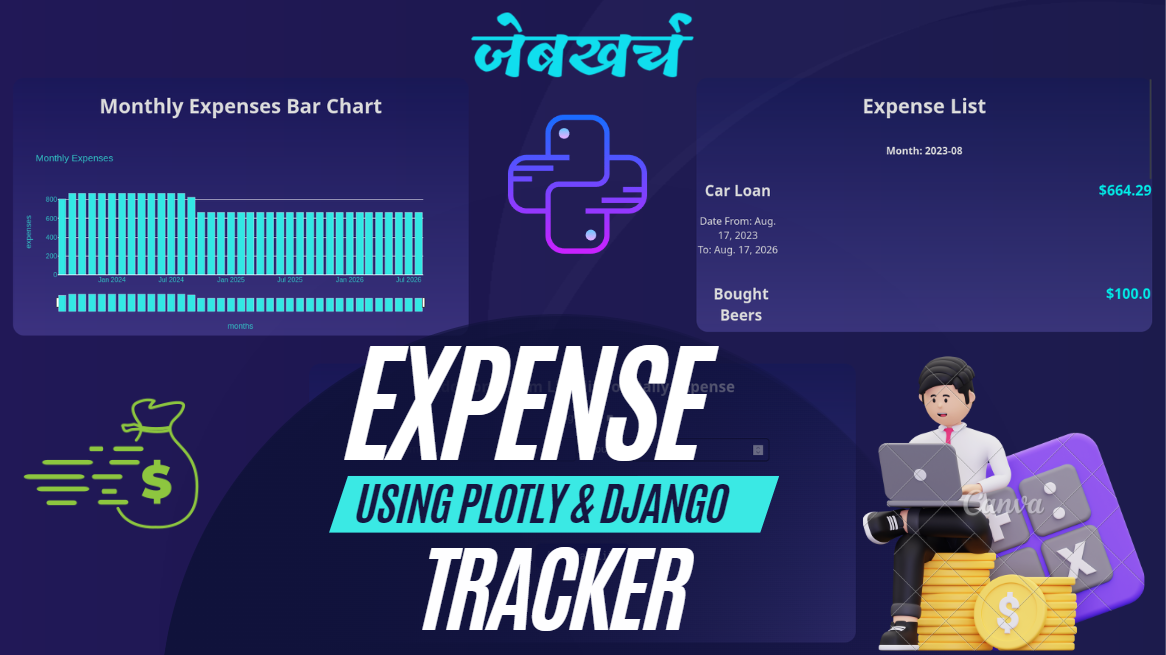 जेबखर्च
Monthly Expenses Bar Chart
Monthly Expenses
expenses
800
600
400
200
0
Jan 2024 Jul 2024 Jan 2025 Jul 2025 Jan 2026 Jul 2026
months
Expense List
Month: 2023-08
Car Loan $664.29
Date From: Aug.
17, 2023
To: Aug. 17, 2026
Bought $100.0
Beers
EXPENSE
USING PLOTLY & DJANGO
TRACKER
$
Canva
X
$